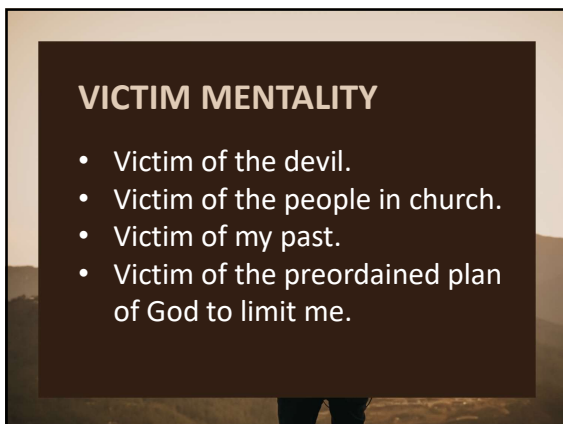 VICTIM MENTALITY
• Victim of the devil.
• Victim of the people in church.
• Victim of my past.
• Victim of the preordained plan
of God to limit me.